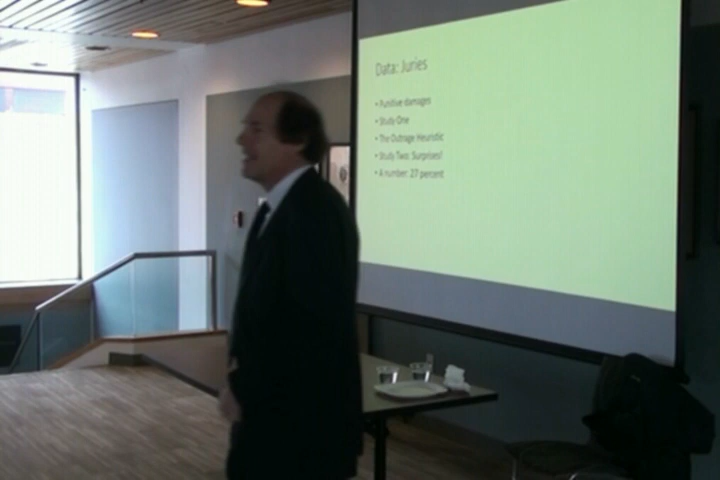 Data: Juries
• Punitive damages
• Study One
• The Outrage Heuristic
• Study Two: Surprises!
• A number: 27 percent